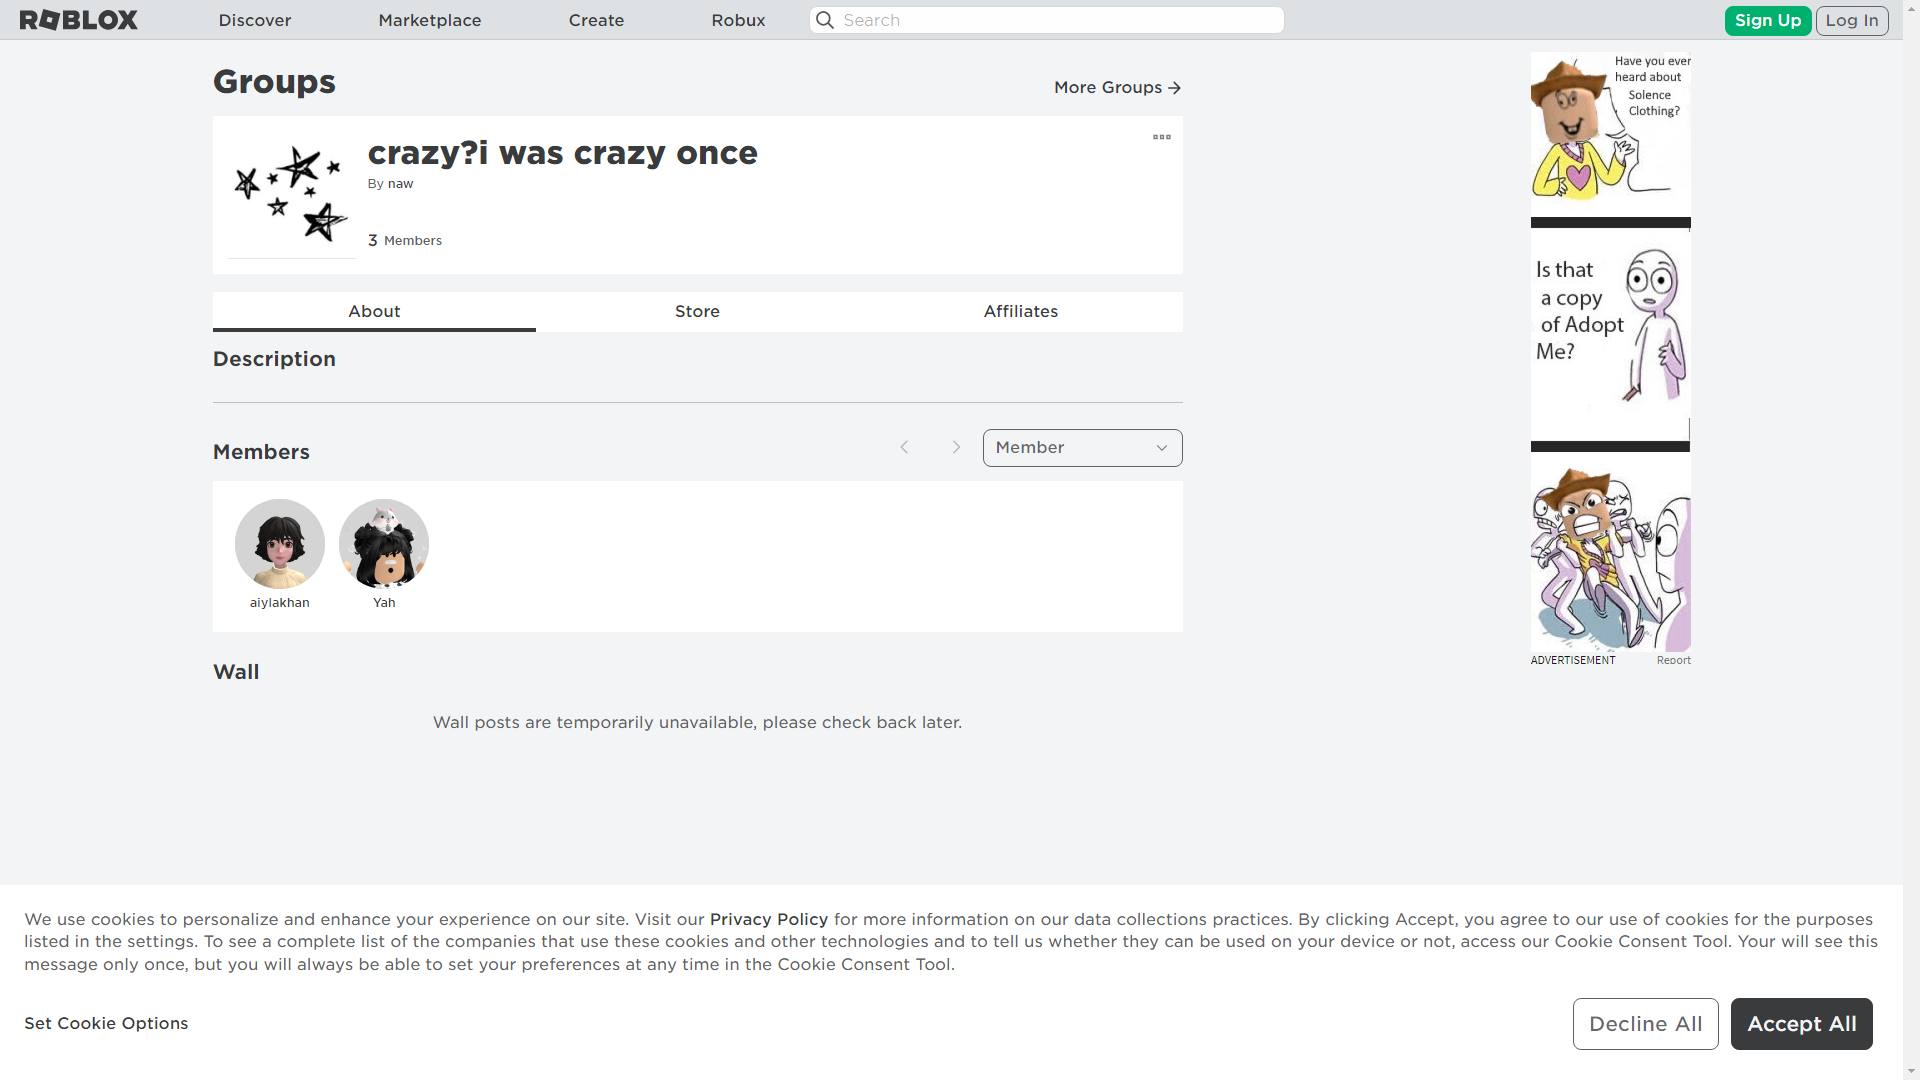 ROBLOX
Discover
Marketplace
Create
Robux
Search
Sign Up
Log In
Groups
More Groups
crazy?i was crazy once
By naw
3 Members
About
Store
Affiliates
Description
Members
Member
aiylakhan
Yah
Wall
Wall posts are temporarily unavailable, please check back later.
Have you ever
heard about
Solence
Clothing?
Is that
a copy
of Adopt
Me?
ADVERTISEMENT
Report
We use cookies to personalize and enhance your experience on our site. Visit our Privacy Policy for more information on our data collections practices. By clicking Accept, you agree to our use of cookies for the purposes
listed in the settings. To see a complete list of the companies that use these cookies and other technologies and to tell us whether they can be used on your device or not, access our Cookie Consent Tool. Your will see this
message only once, but you will always be able to set your preferences at any time in the Cookie Consent Tool.
Set Cookie Options
Decline All
Accept All